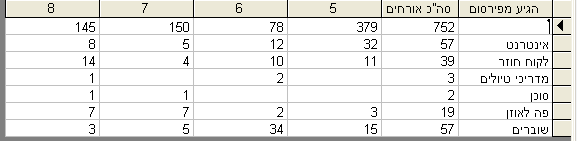 הגיע מפירסום סה"כ אורחים 5 6 7 8
752 379 78 150 145
אינטרנט 57 32 12 5 8
לקוח חוזר 39 11 10 4 14
מדריכי טיולים 3 2 1
סוכן 2 1 1
פה לאוזן 19 3 2 7 7
שוברים 57 15 34 5 3